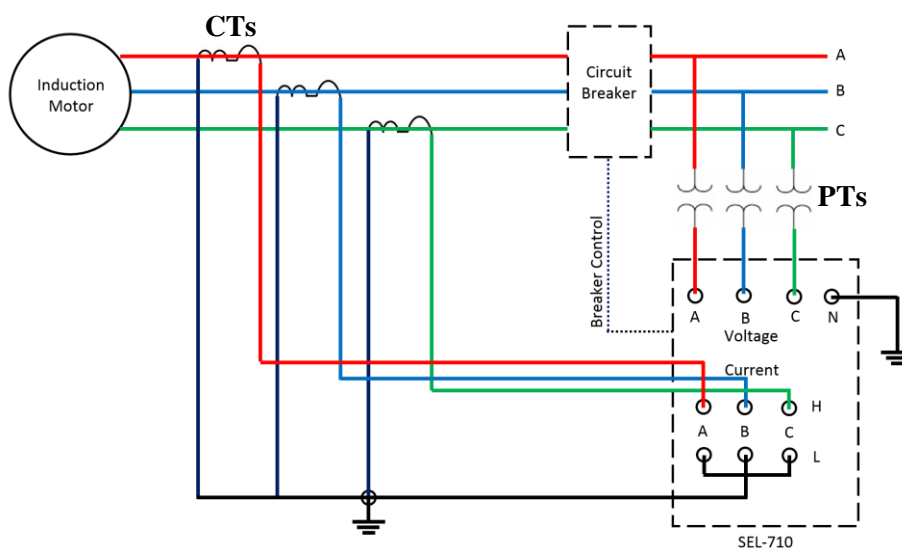 CTs
Induction
Motor
Circuit
Breaker
A
B
C
PTs
Breaker Control
A B C N
Voltage
Current
H
A B C
L
SEL-710